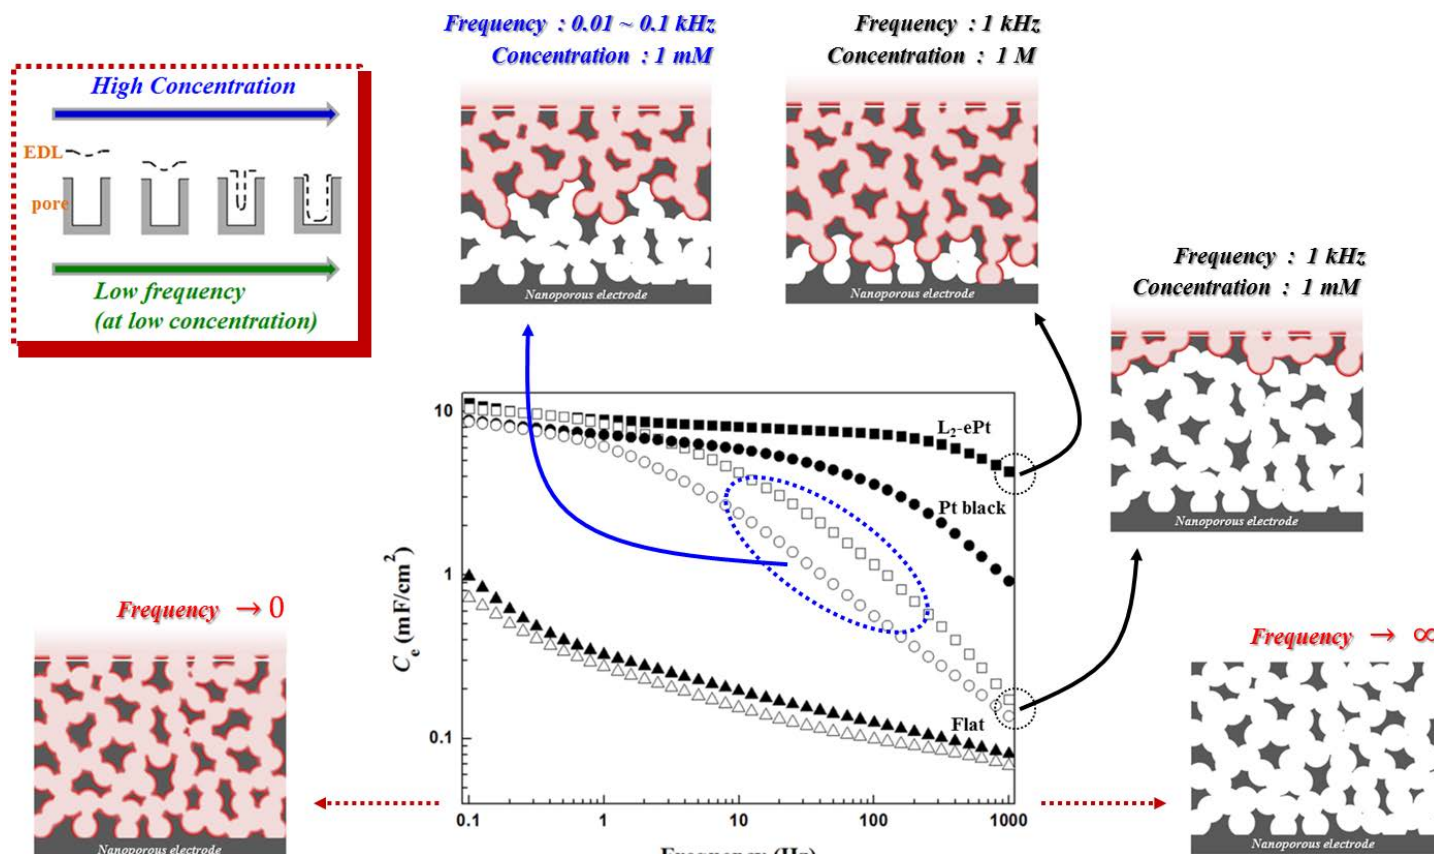 Frequency : 0.01 ~ 0.1 kHz
Concentration : 1 mM
Frequency : 1 kHz
Concentration : 1 M
High Concentration
EDL
pore
Low frequency
(at low concentration)
Nanoporous electrode
Nanoporous electrode
Frequency : 1 kHz
Concentration : 1 mM
Nanoporous electrode
10
1
0.1
C_e (mF/cm²)
L₂-ePt
Pt black
Flat
0.1
1
10
100
1000
Frequency (Hz)
Frequency → 0
Nanoporous electrode
Frequency → ∞
Nanoporous electrode